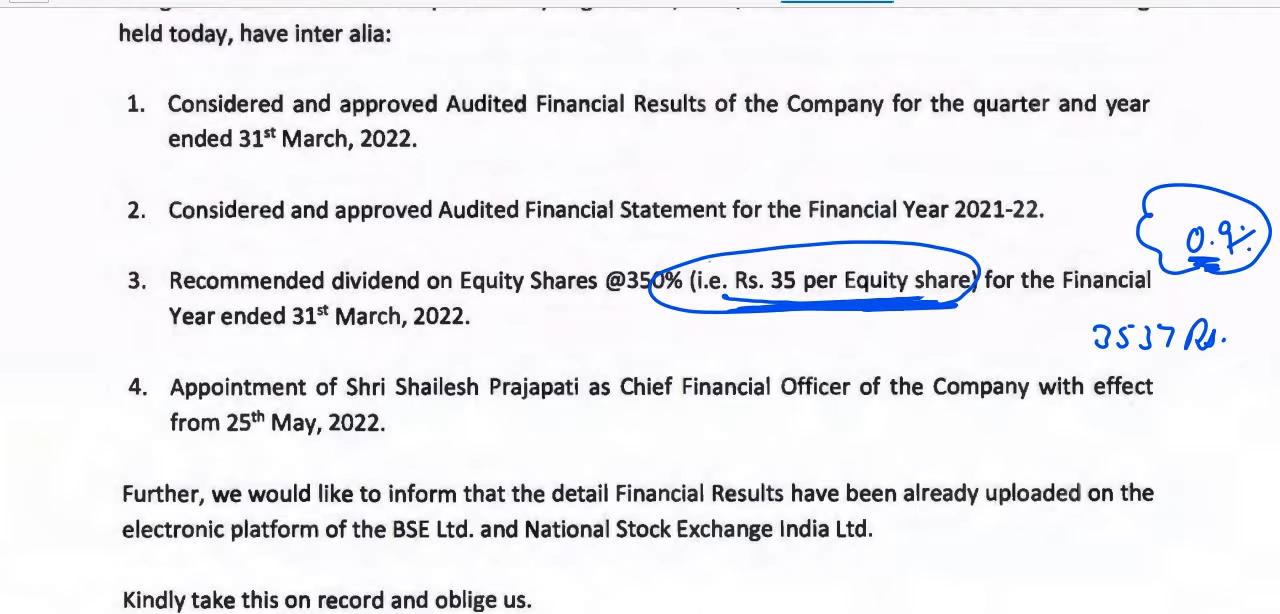 held today, have inter alia:
1. Considered and approved Audited Financial Results of the Company for the quarter and year
ended 31st March, 2022.
2. Considered and approved Audited Financial Statement for the Financial Year 2021-22.
0.9%
3. Recommended dividend on Equity Shares @350% (i.e. Rs. 35 per Equity share) for the Financial
Year ended 31st March, 2022.
3537 Rs.
4. Appointment of Shri Shailesh Prajapati as Chief Financial Officer of the Company with effect
from 25th May, 2022.
Further, we would like to inform that the detail Financial Results have been already uploaded on the
electronic platform of the BSE Ltd. and National Stock Exchange India Ltd.
Kindly take this on record and oblige us.